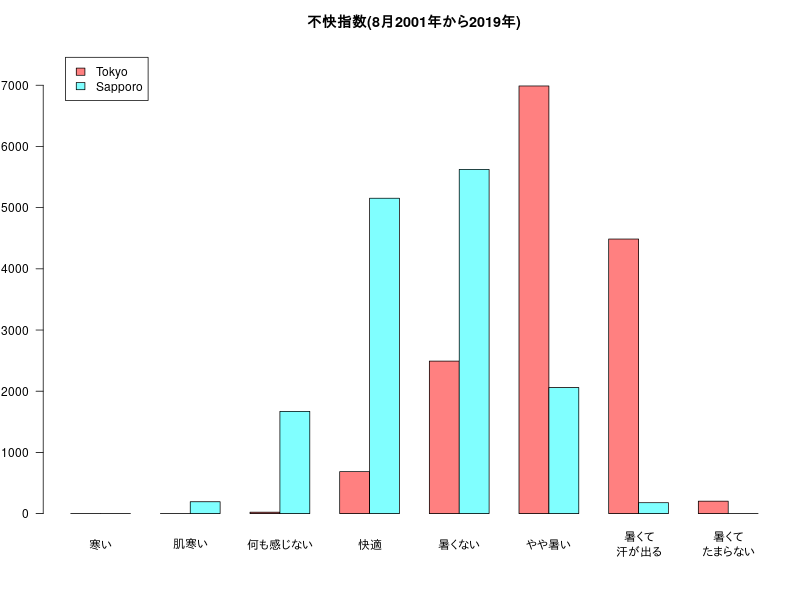 不快指数(8月2001年から2019年)
Tokyo
Sapporo
7000
6000
5000
4000
3000
2000
1000
0
寒い
肌寒い
何も感じない
快適
暑くない
やや暑い
暑くて
汗が出る
暑くて
たまらない